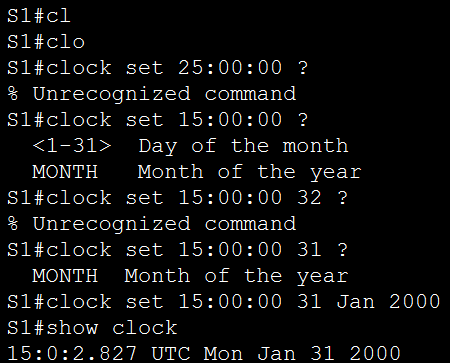 S1#cl
S1#clo
S1#clock set 25:00:00 ?
% Unrecognized command
S1#clock set 15:00:00 ?
  <1-31>  Day of the month
  MONTH   Month of the year
S1#clock set 15:00:00 32 ?
% Unrecognized command
S1#clock set 15:00:00 31 ?
  MONTH  Month of the year
S1#clock set 15:00:00 31 Jan 2000
S1#show clock
15:0:2.827 UTC Mon Jan 31 2000